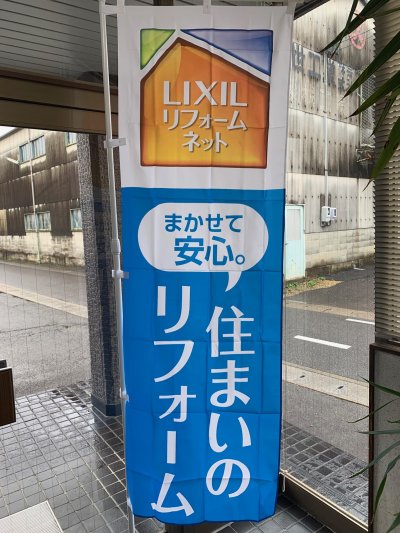 LIXIL
リフォーム
ネット
まかせて
安心。
住まいの
リフォーム